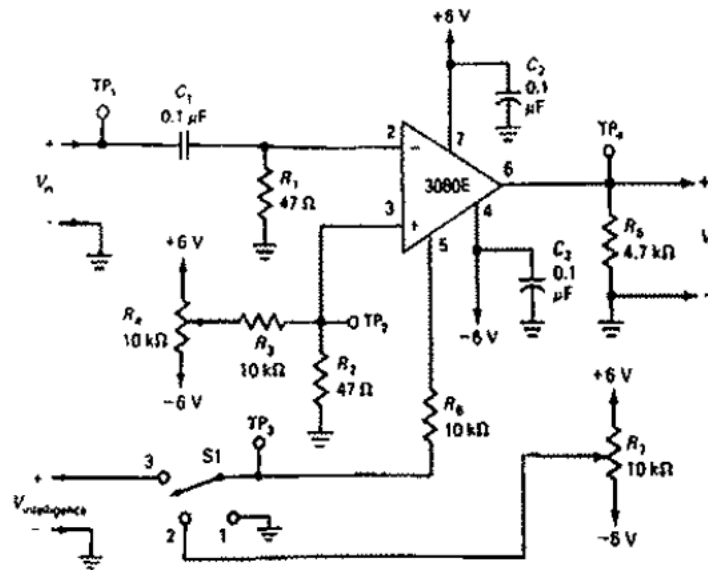 +6 V
C₂
0.1
µF
TP₁
C₁
0.1 µF
TP₄
2
−
7
6
+
+
3080E
Vᵢₙ
R₁
47 Ω
3
+
4
5
R₅
4.7 kΩ
V
−
C₃
0.1
µF
−
+6 V
R₄
10 kΩ
R₃
10 kΩ
TP₂
−6 V
−6 V
R₂
47 Ω
R₆
10 kΩ
+6 V
TP₃
+
3
S1
R₇
10 kΩ
V intelligence
−
2
1
−6 V